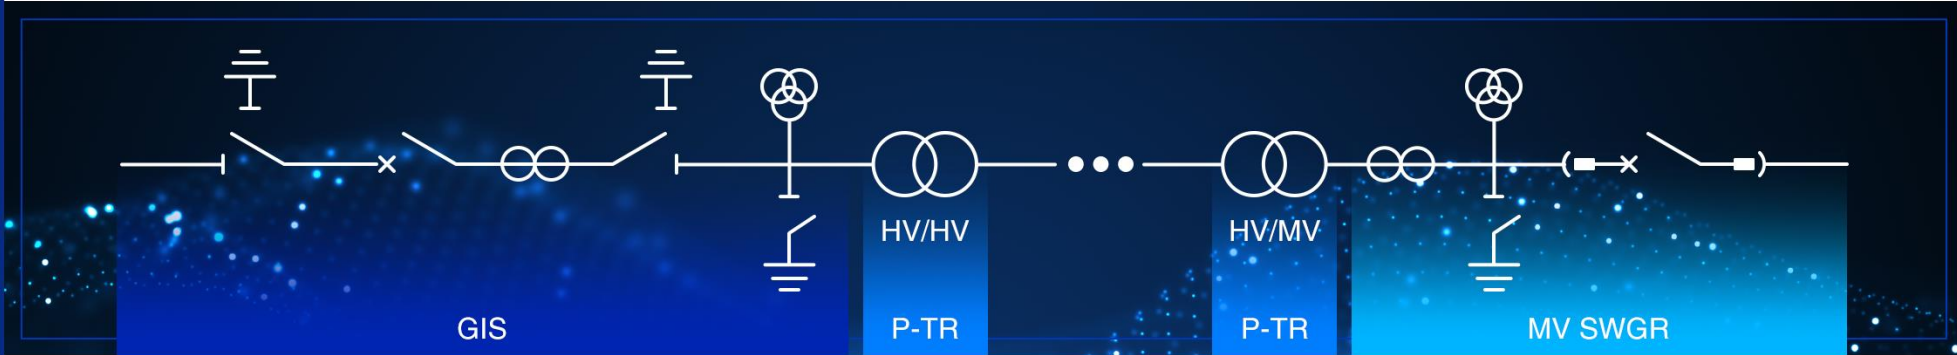 HV/HV
HV/MV
GIS
P-TR
P-TR
MV SWGR